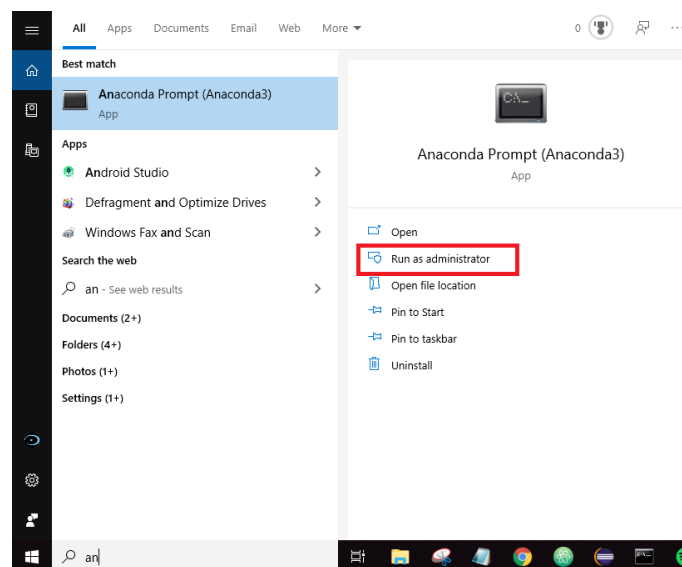 All Apps Documents Email Web More 0
Best match
Anaconda Prompt (Anaconda3)
App
Apps
Android Studio
Defragment and Optimize Drives
Windows Fax and Scan
Search the web
an - See web results
Documents (2+)
Folders (4+)
Photos (1+)
Settings (1+)
an
C:\_
Anaconda Prompt (Anaconda3)
App
Open
Run as administrator
Open file location
Pin to Start
Pin to taskbar
Uninstall